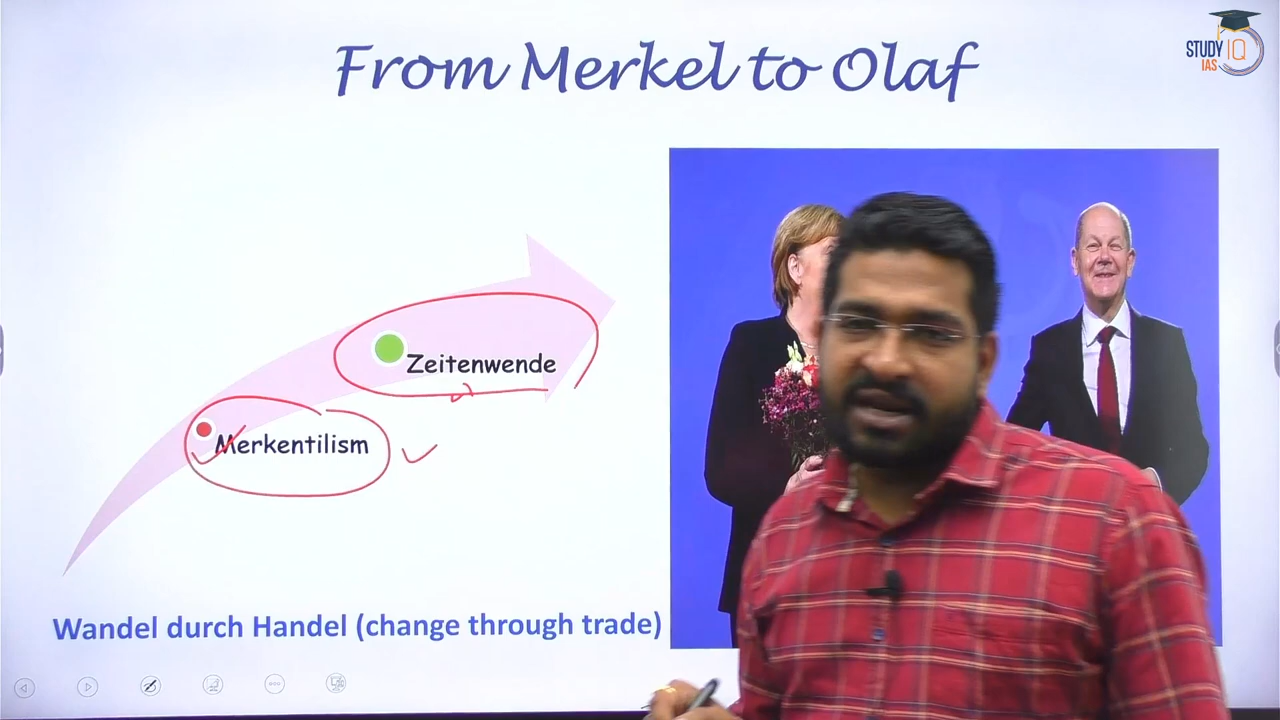 From Merkel to Olaf
STUDY IQ
IAS
Zeitenwende
Merkentilism
Wandel durch Handel (change through trade)